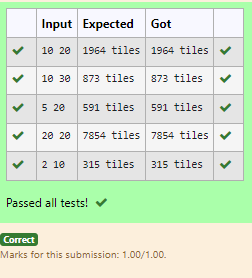 Input Expected Got
10 20 1964 tiles 1964 tiles
10 30 873 tiles 873 tiles
5 20 591 tiles 591 tiles
20 20 7854 tiles 7854 tiles
2 10 315 tiles 315 tiles
Passed all tests!
Correct
Marks for this submission: 1.00/1.00.